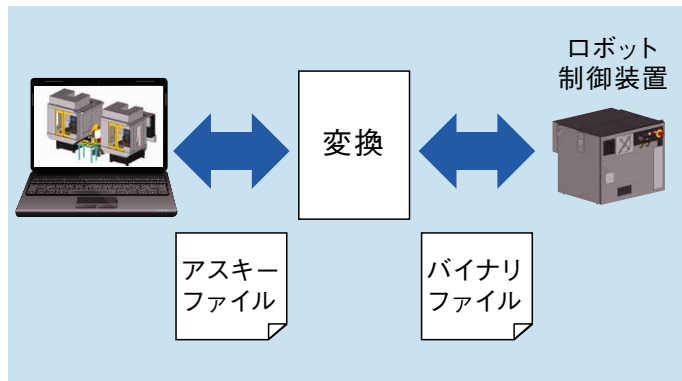 ロボット
制御装置
変換
アスキー
ファイル
バイナリ
ファイル